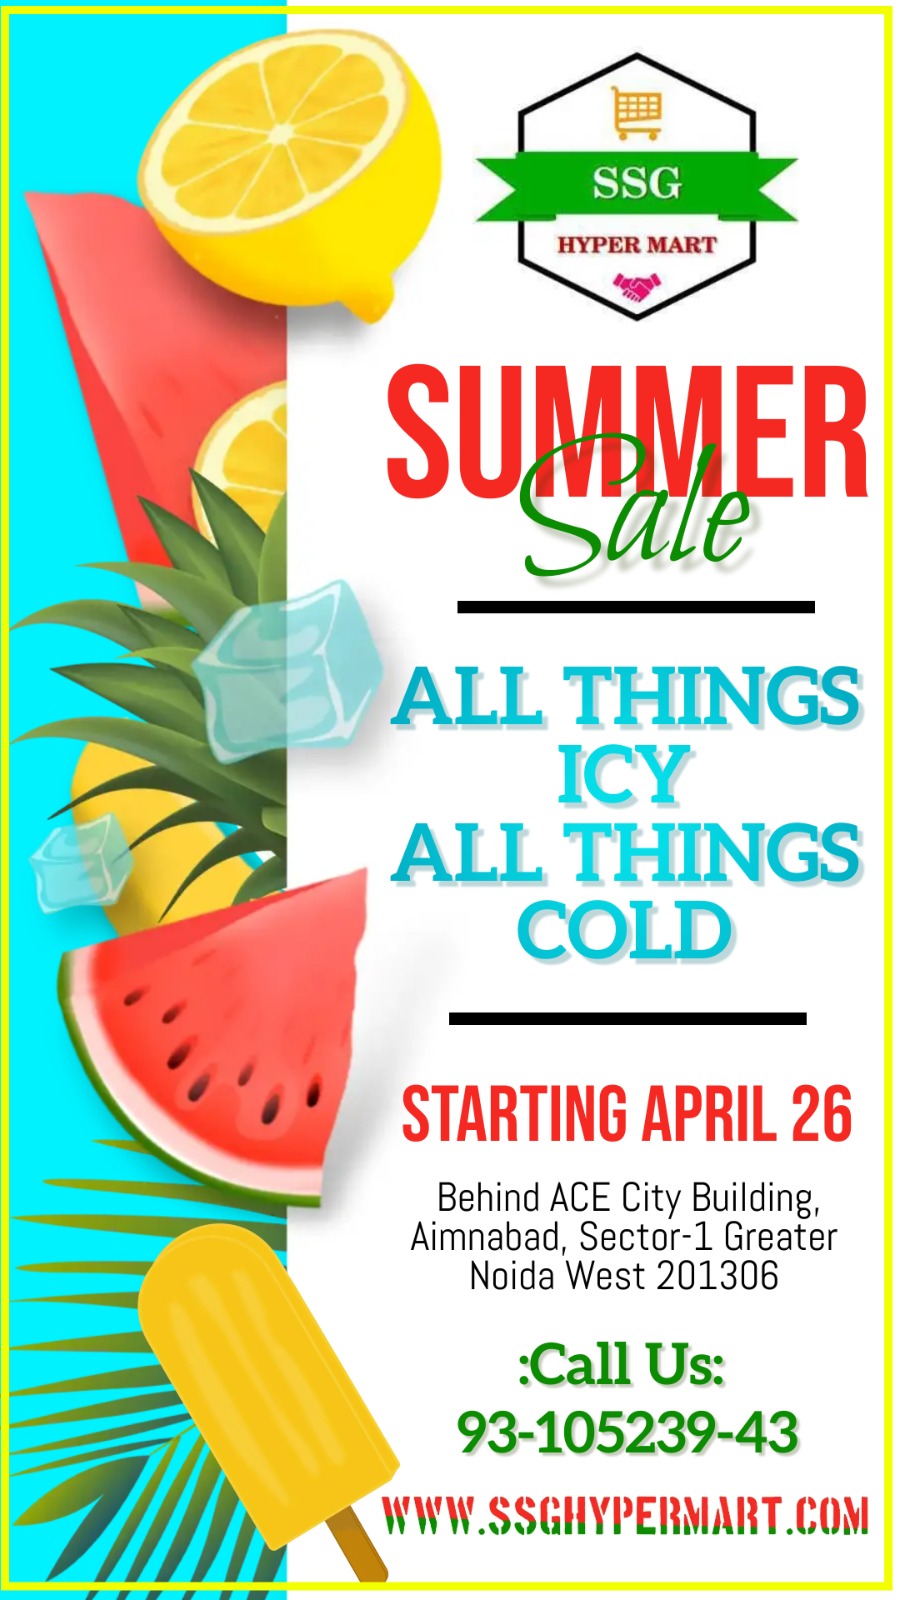 SSG
HYPER MART
SUMMER
Sale
ALL THINGS
ICY
ALL THINGS
COLD
STARTING APRIL 26
Behind ACE City Building,
Aimnabad, Sector-1 Greater
Noida West 201306
:Call Us:
93-105239-43
WWW.SSGHYPERMART.COM